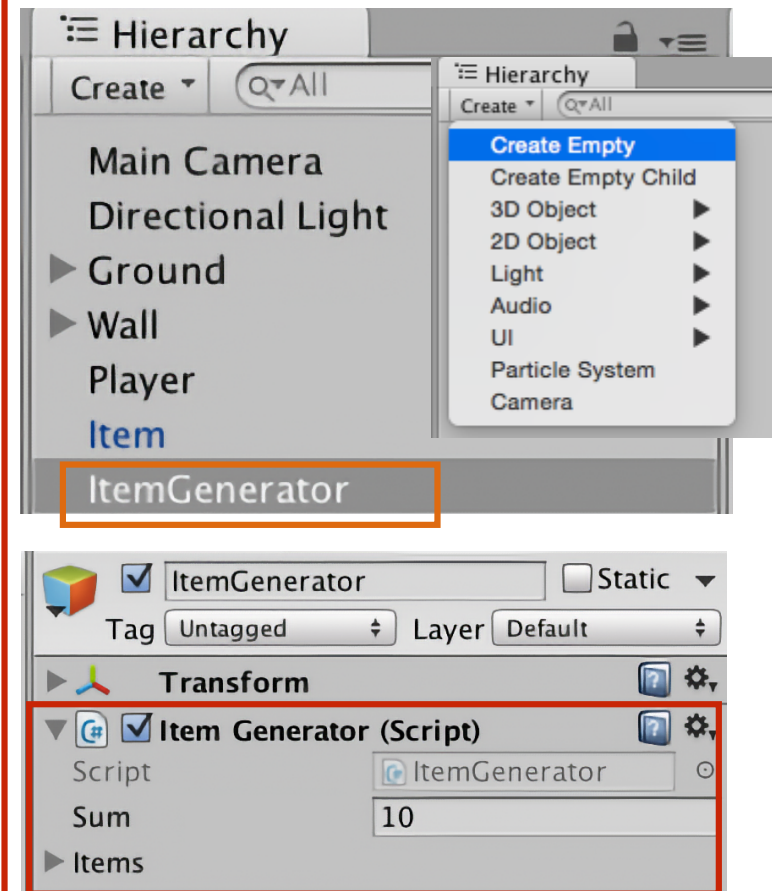 Hierarchy
Create
All
Main Camera
Directional Light
Ground
Wall
Player
Item
ItemGenerator
Hierarchy
Create
All
Create Empty
Create Empty Child
3D Object
2D Object
Light
Audio
UI
Particle System
Camera
ItemGenerator
Static
Tag Untagged Layer Default
Transform
Item Generator (Script)
Script ItemGenerator
Sum 10
Items